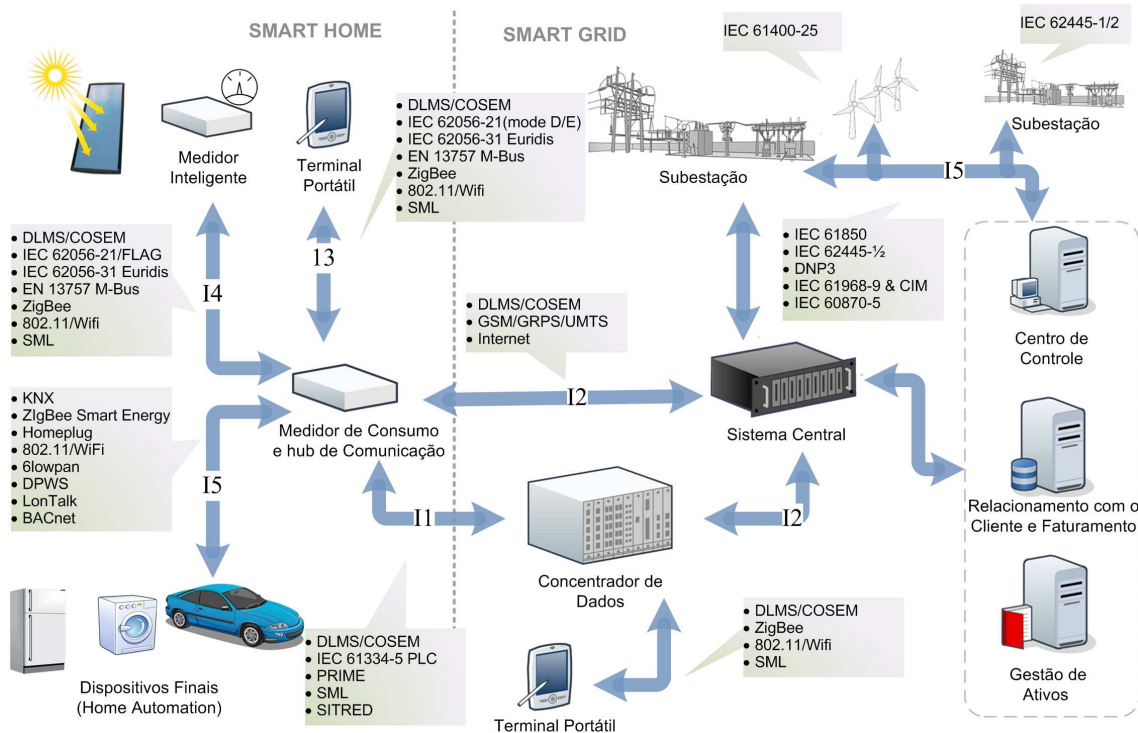 SMART HOME
SMART GRID
IEC 61400-25
IEC 62445-1/2
Medidor
Inteligente
Terminal
Portátil
• DLMS/COSEM
• IEC 62056-21(mode D/E)
• IEC 62056-31 Euridis
• EN 13757 M-Bus
• ZigBee
• 802.11/Wifi
• SML
Subestação
Subestação
I5
• DLMS/COSEM
• IEC 62056-21/FLAG
• IEC 62056-31 Euridis
• EN 13757 M-Bus
• ZigBee
• 802.11/Wifi
• SML
I4
13
• IEC 61850
• IEC 62445-½
• DNP3
• IEC 61968-9 & CIM
• IEC 60870-5
• DLMS/COSEM
• GSM/GRPS/UMTS
• Internet
Centro de
Controle
• KNX
• ZIgBee Smart Energy
• Homeplug
• 802.11/WiFi
• 6lowpan
• DPWS
• LonTalk
• BACnet
I5
Medidor de Consumo
e hub de Comunicação
I2
Sistema Central
I1
I2
Relacionamento com o
Cliente e Faturamento
Concentrador de
Dados
• DLMS/COSEM
• IEC 61334-5 PLC
• PRIME
• SML
• SITRED
• DLMS/COSEM
• ZigBee
• 802.11/Wifi
• SML
Dispositivos Finais
(Home Automation)
Terminal Portátil
Gestão de
Ativos